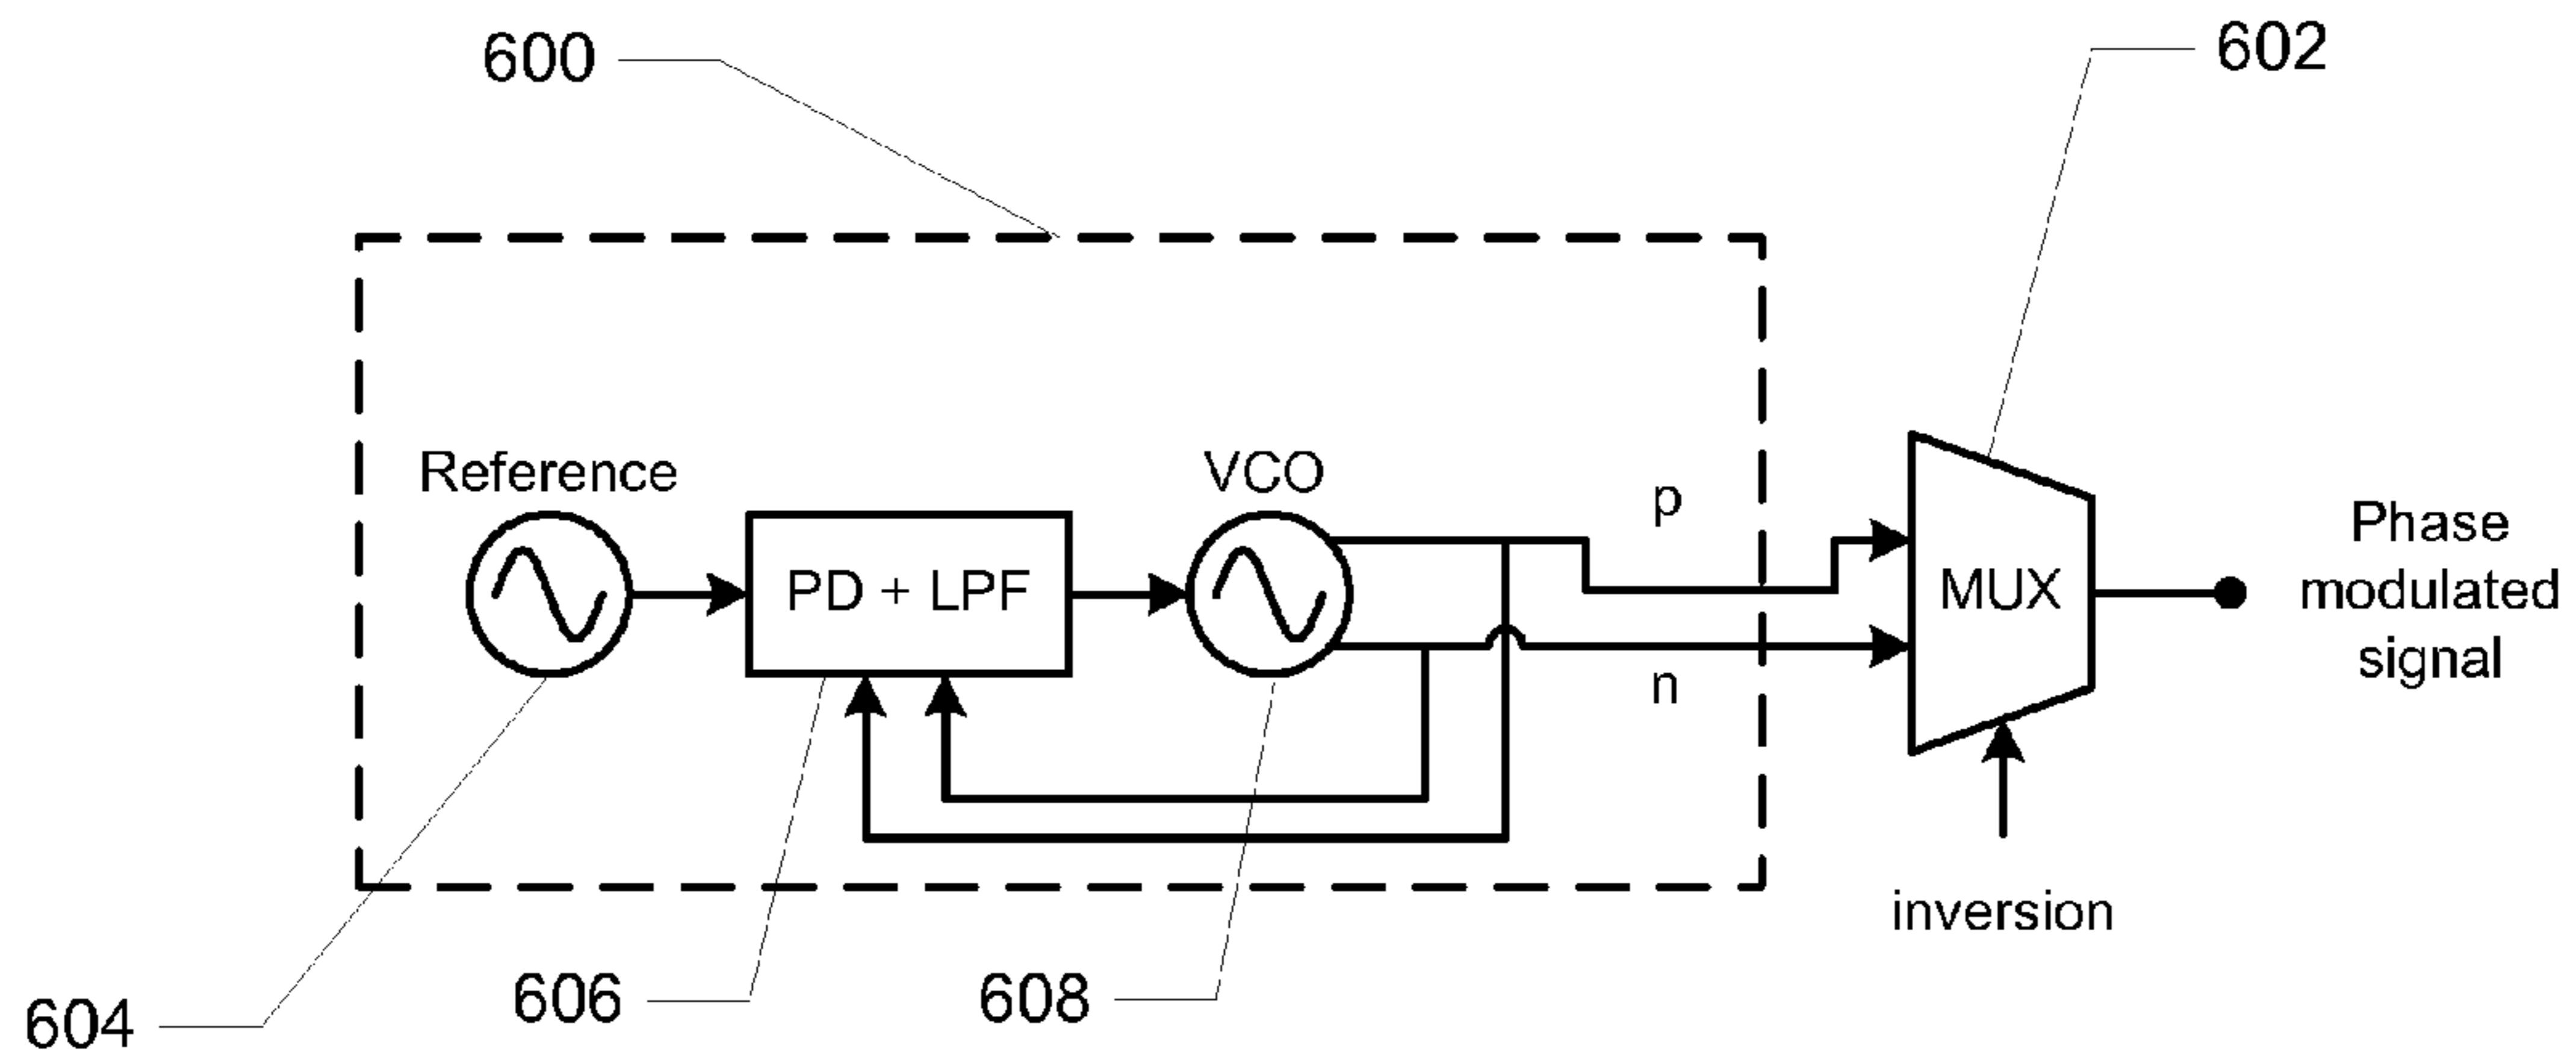 600
602
Reference
VCO
p
PD + LPF
MUX
Phase
modulated
signal
n
inversion
604
606
608